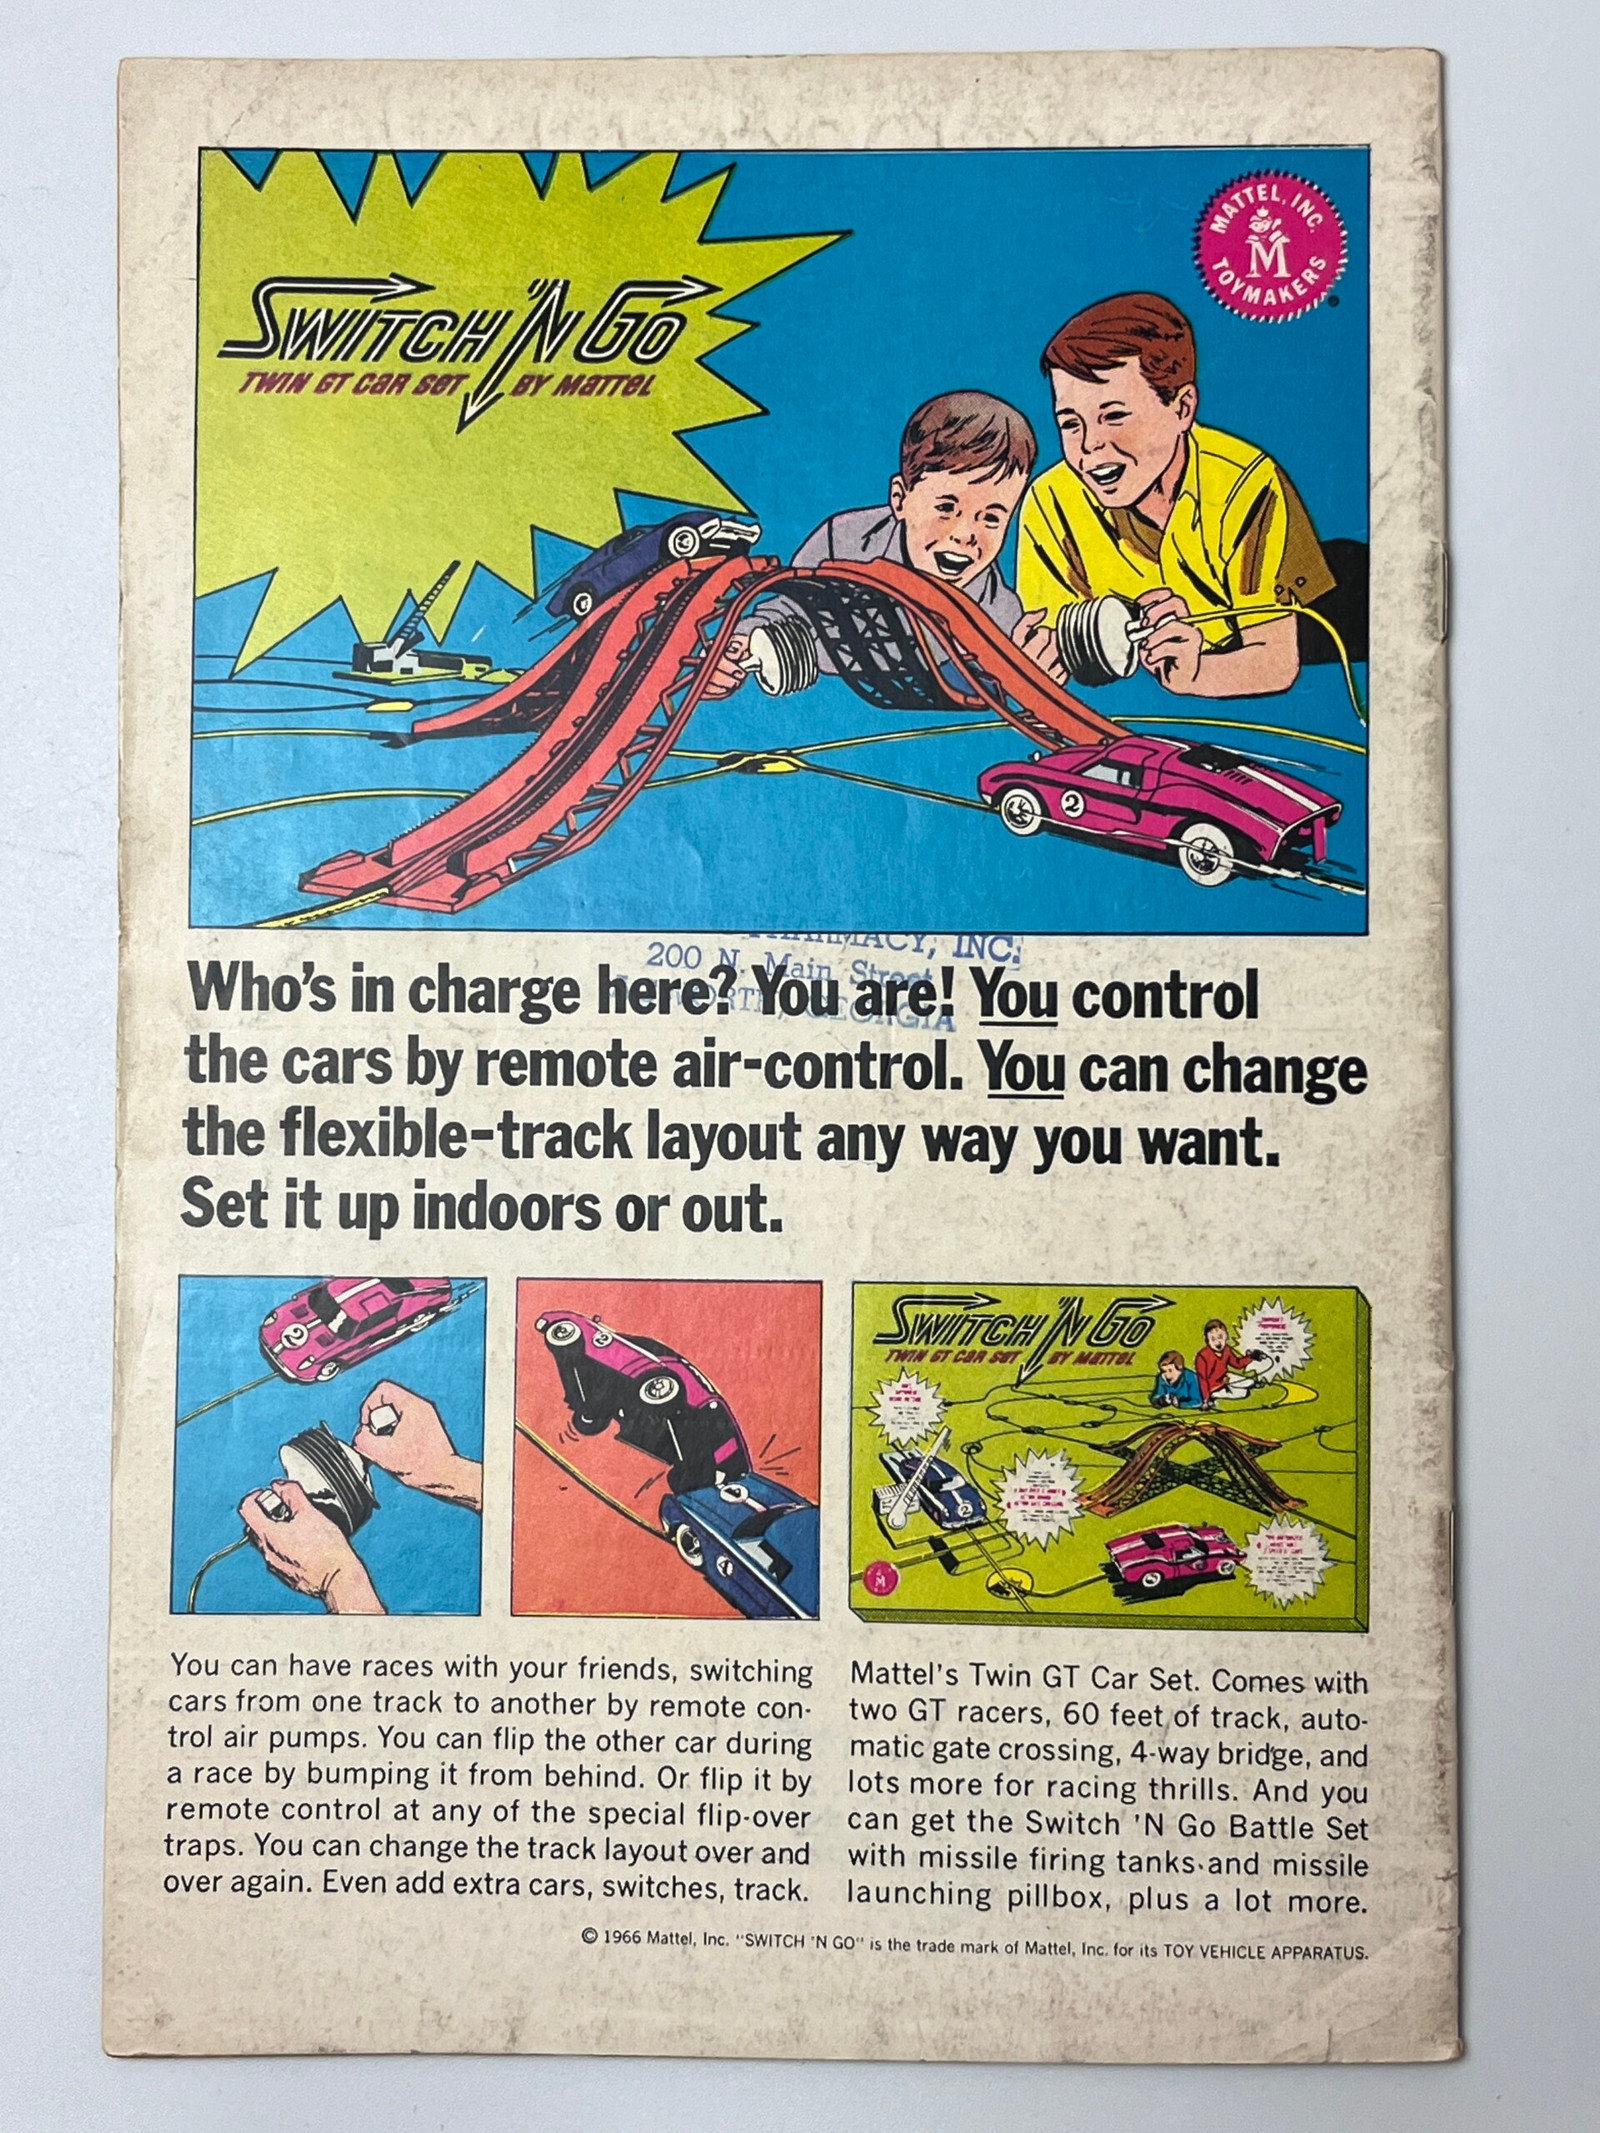 MATTEL, INC.
M
TOYMAKERS
SWITCH 'N GO
TWIN GT CAR SET BY MATTEL
2
PHARMACY, INC.
200 N. Main Street
GEORGIA
Who's in charge here? You are! You control
the cars by remote air-control. You can change
the flexible-track layout any way you want.
Set it up indoors or out.
2
SWITCH 'N GO
TWIN GT CAR SET BY MATTEL
2
M
You can have races with your friends, switching
cars from one track to another by remote con-
trol air pumps. You can flip the other car during
a race by bumping it from behind. Or flip it by
remote control at any of the special flip-over
traps. You can change the track layout over and
over again. Even add extra cars, switches, track.
Mattel's Twin GT Car Set. Comes with
two GT racers, 60 feet of track, auto-
matic gate crossing, 4-way bridge, and
lots more for racing thrills. And you
can get the Switch 'N Go Battle Set
with missile firing tanks and missile
launching pillbox, plus a lot more.
© 1966 Mattel, Inc. "SWITCH 'N GO" is the trade mark of Mattel, Inc. for its TOY VEHICLE APPARATUS.